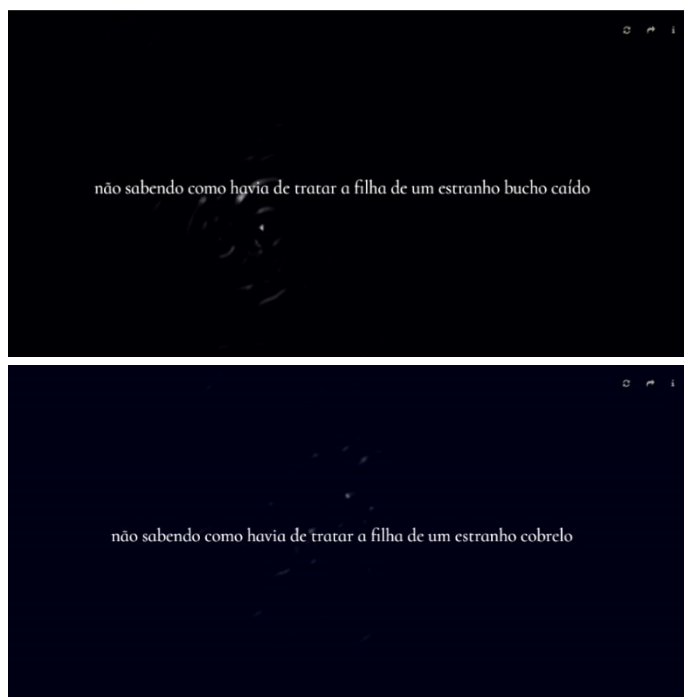 não sabendo como havia de tratar a filha de um estranho bucho caído
não sabendo como havia de tratar a filha de um estranho cobrelo